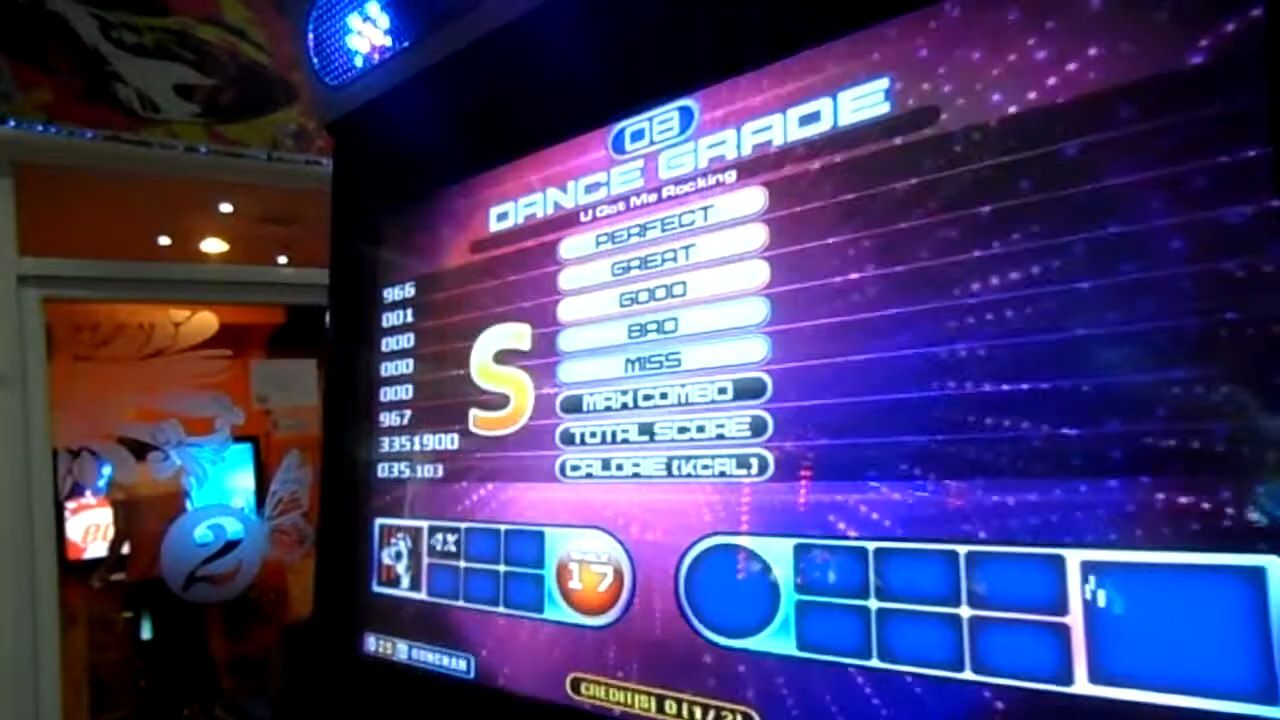 08
DANCE GRADE
U Got Me Rocking
966 PERFECT
001 GREAT
000 GOOD
000 BAD
000 MISS
967 MAX COMBO
3351900 TOTAL SCORE
035.103 CALORIE (KCAL)
S
4X
17
2
CREDIT(S) 0 (1/2)